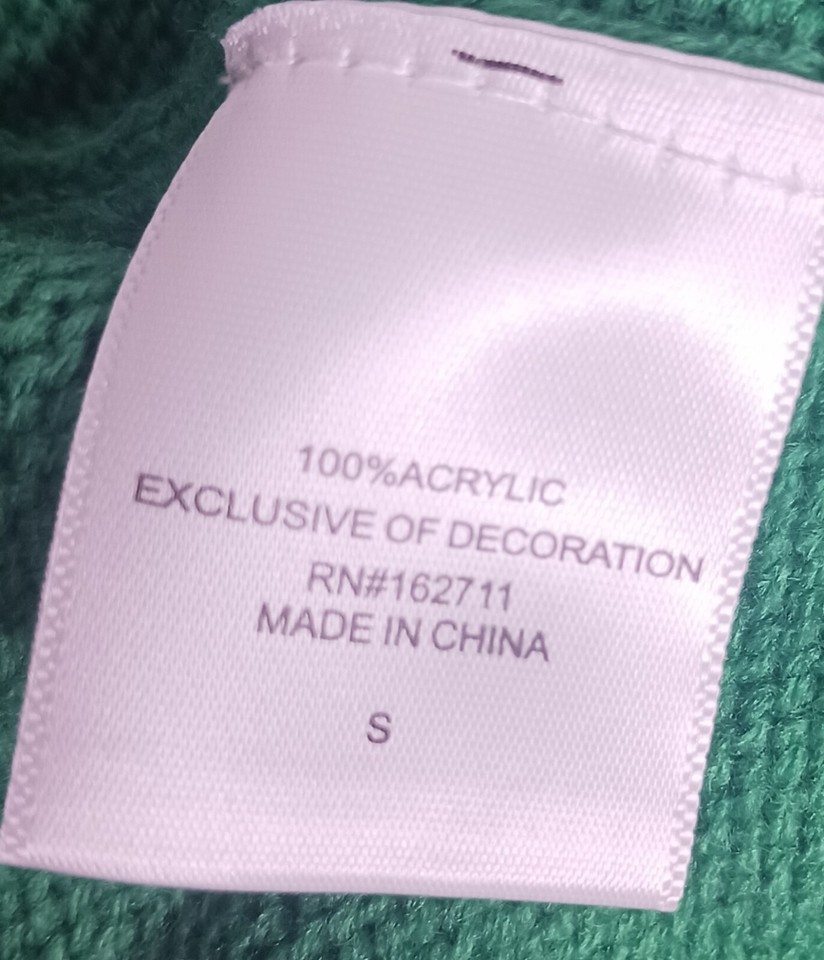 100%ACRYLIC
EXCLUSIVE OF DECORATION
RN#162711
MADE IN CHINA
S